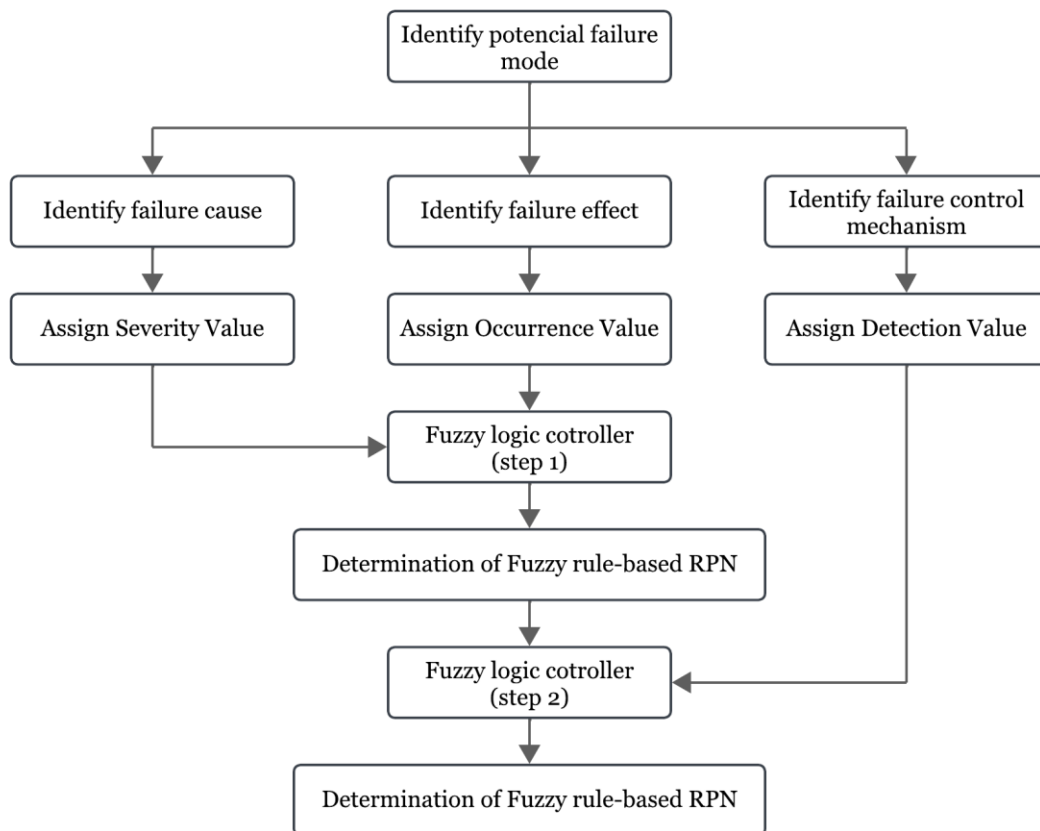 Identify potencial failure
mode
Identify failure cause
Identify failure effect
Identify failure control
mechanism
Assign Severity Value
Assign Occurrence Value
Assign Detection Value
Fuzzy logic cotroller
(step 1)
Determination of Fuzzy rule-based RPN
Fuzzy logic cotroller
(step 2)
Determination of Fuzzy rule-based RPN